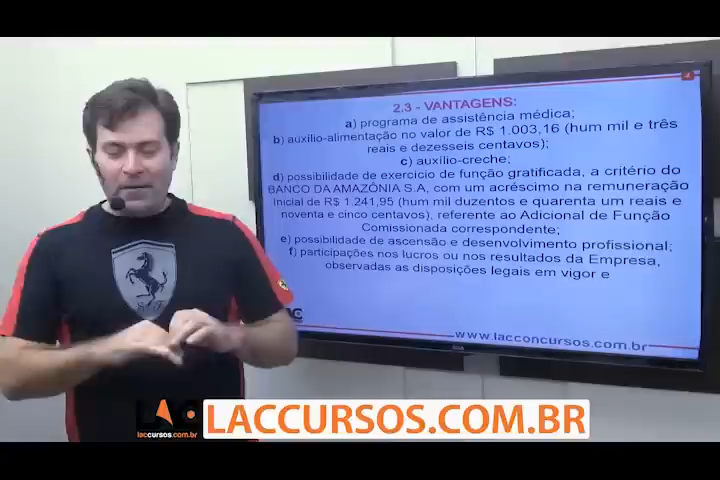 2.3 - VANTAGENS:
a) programa de assistência médica;
b) auxílio-alimentação no valor de R$ 1.003,16 (hum mil e três
reais e dezesseis centavos);
c) auxílio-creche;
d) possibilidade de exercício de função gratificada, a critério do
BANCO DA AMAZÔNIA S.A, com um acréscimo na remuneração
inicial de R$ 1.241,95 (hum mil duzentos e quarenta um reais e
noventa e cinco centavos), referente ao Adicional de Função
Comissionada correspondente;
e) possibilidade de ascensão e desenvolvimento profissional;
f) participações nos lucros ou nos resultados da Empresa,
observadas as disposições legais em vigor e
www.lacconcursos.com.br
LAC
laccursos.com.br
LACCURSOS.COM.BR